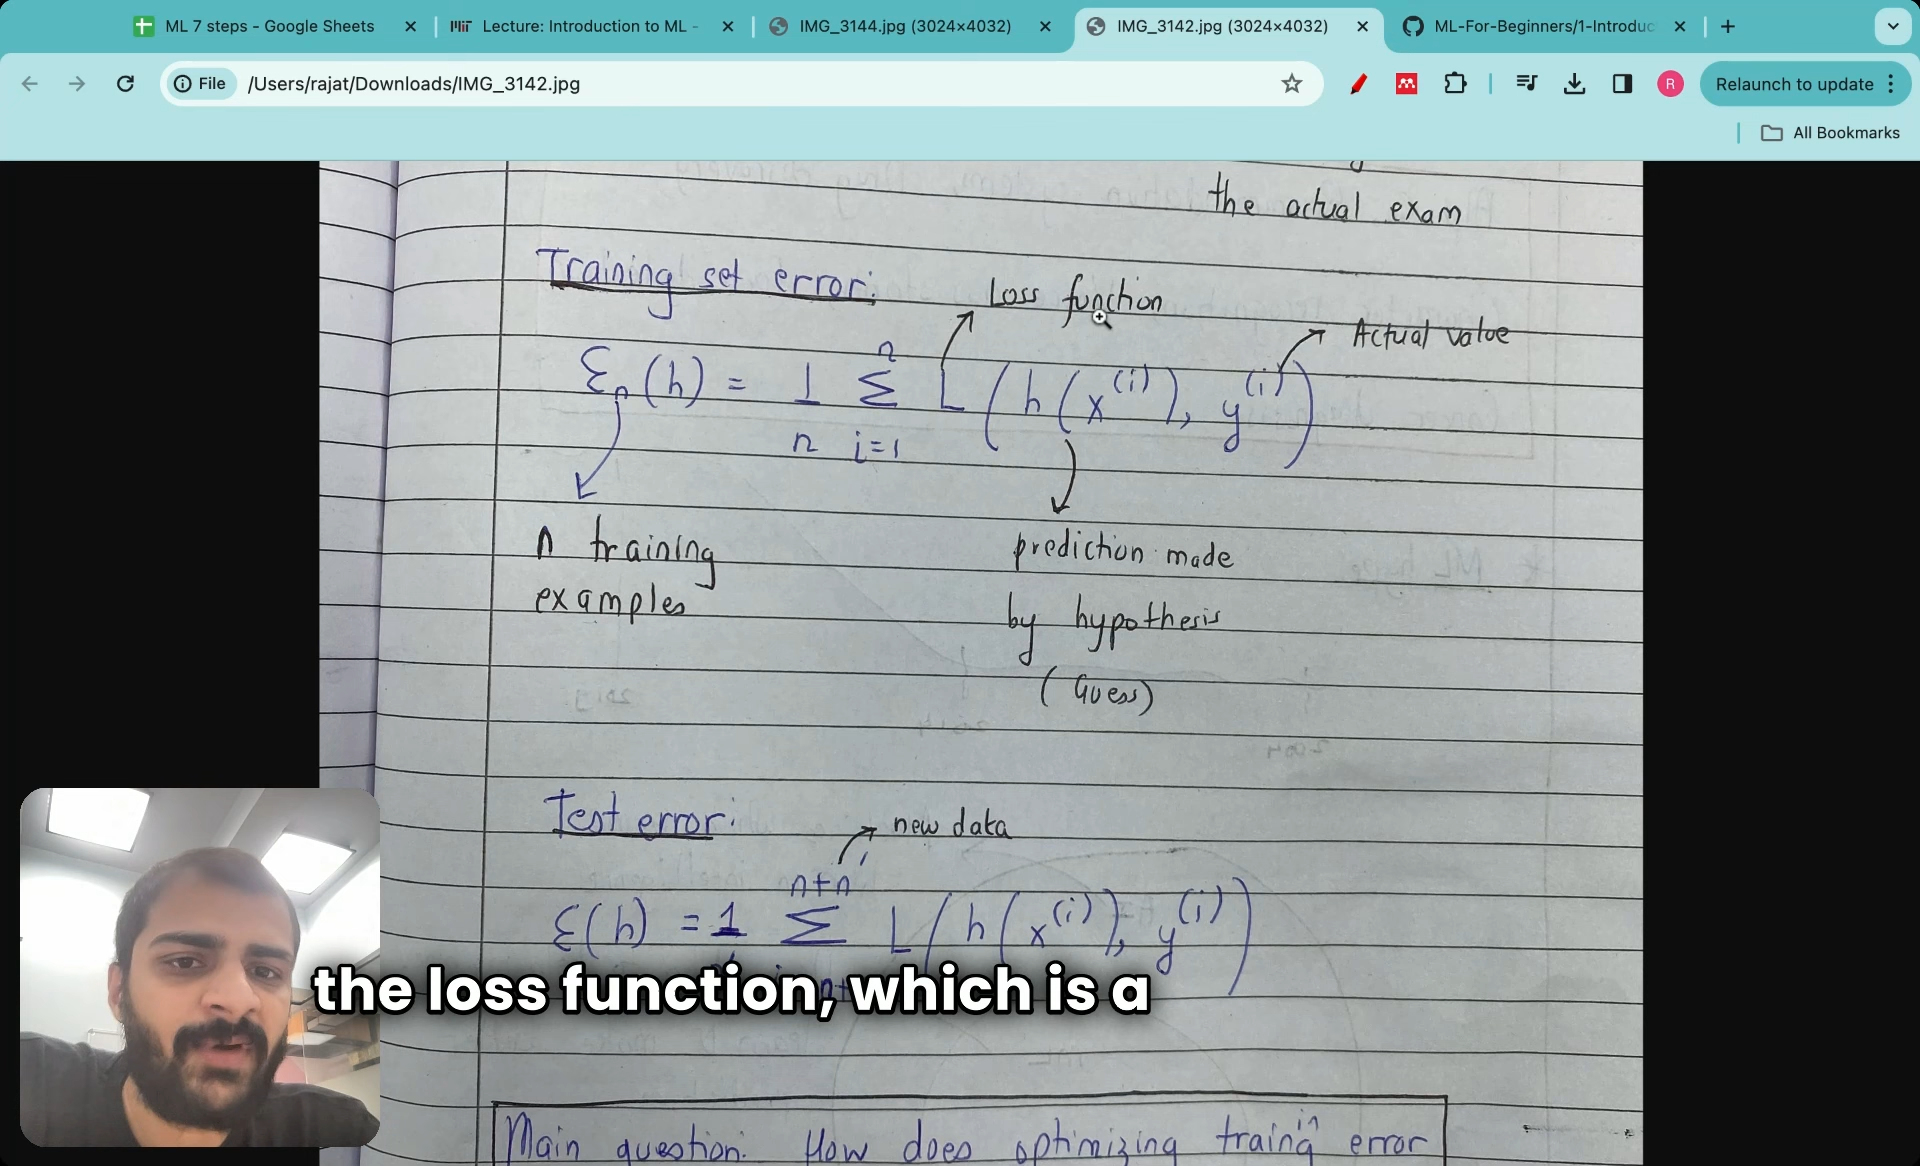 ML 7 steps - Google Sheets
MIT Lecture: Introduction to ML -
IMG_3144.jpg (3024×4032)
IMG_3142.jpg (3024×4032)
ML-For-Beginners/1-Introduc
File /Users/rajat/Downloads/IMG_3142.jpg
R
Relaunch to update
All Bookmarks
the actual exam
Training set error:
Loss function
Actual value
Ɛn(h) = 1/n Σ i=1 n L(h(x(i)), y(i))
n training
examples
prediction made
by hypothesis
(Guess)
Test error:
new data
Ɛ(h) = 1 Σ n+n' L(h(x(i)), y(i))
the loss function, which is a
Main question: How does optimizing traing error